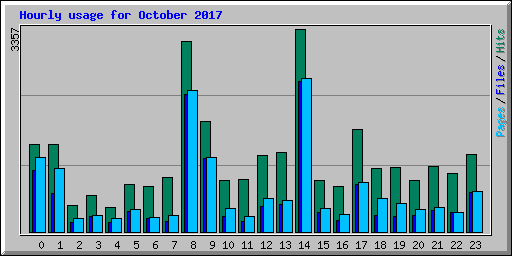 Hourly usage for October 2017
3357
Pages / Files / Hits
0 1 2 3 4 5 6 7 8 9 10 11 12 13 14 15 16 17 18 19 20 21 22 23